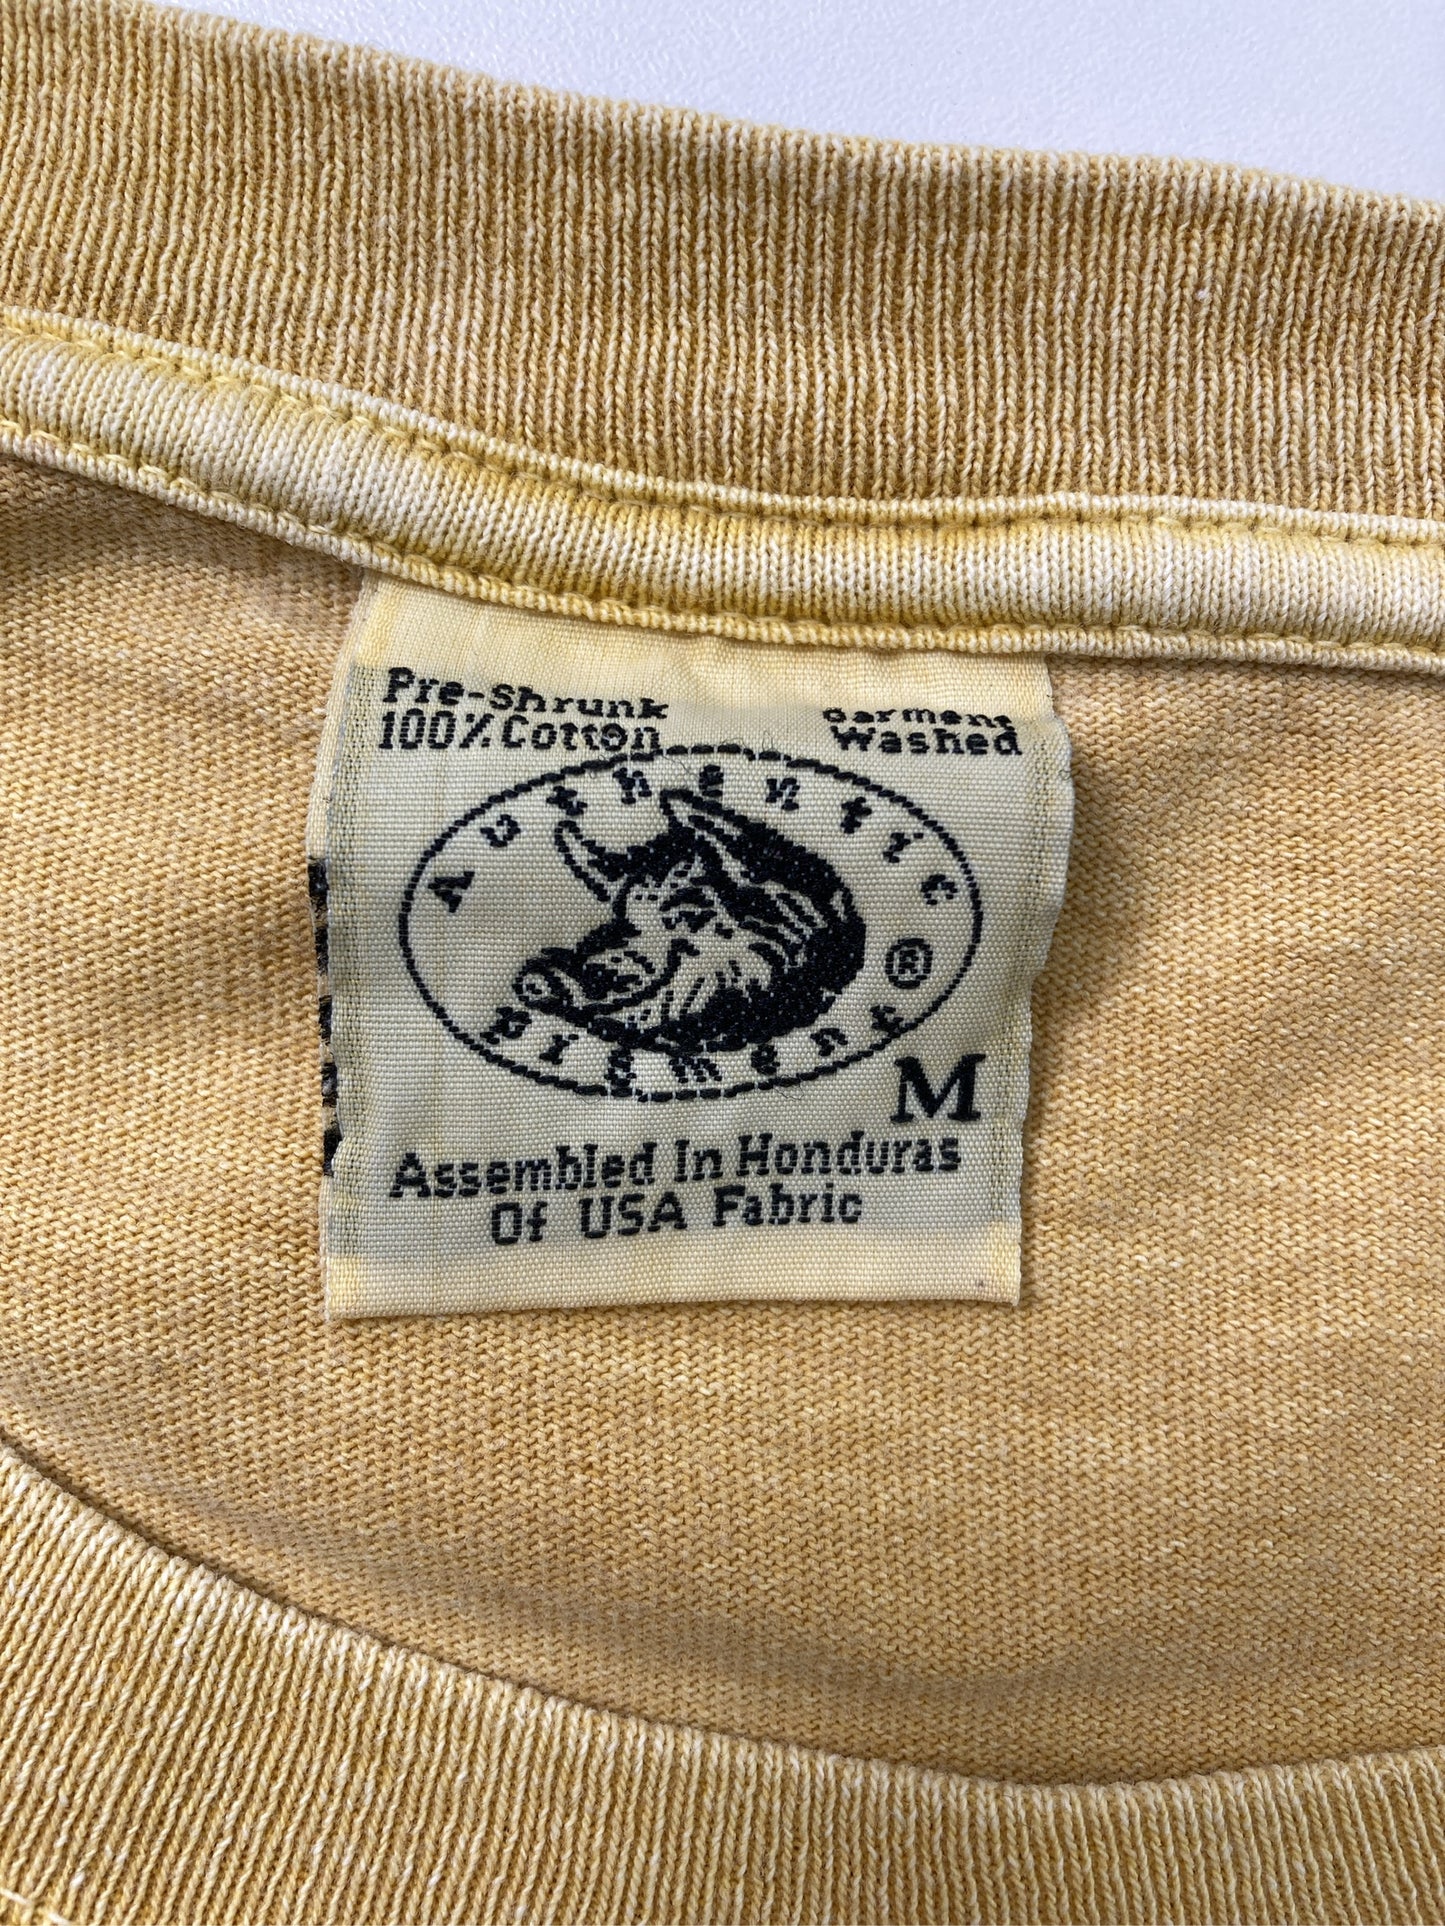 Pre-Shrunk
100% Cotton
Garment
Washed
Authentic
Pigment®
M
Assembled In Honduras
Of USA Fabric